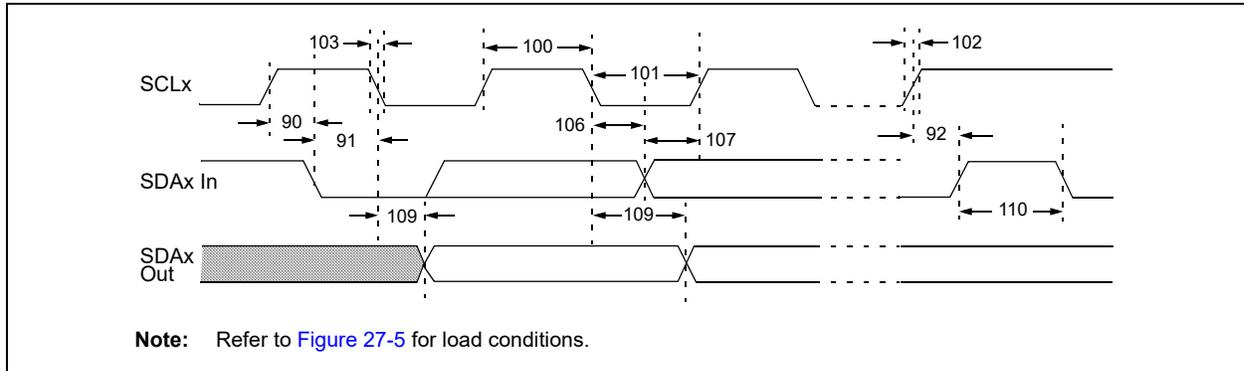 103
100
102
101
SCLx
90
106
107
91
92
SDAx In
109
109
110
SDAx
Out
Note: Refer to Figure 27-5 for load conditions.